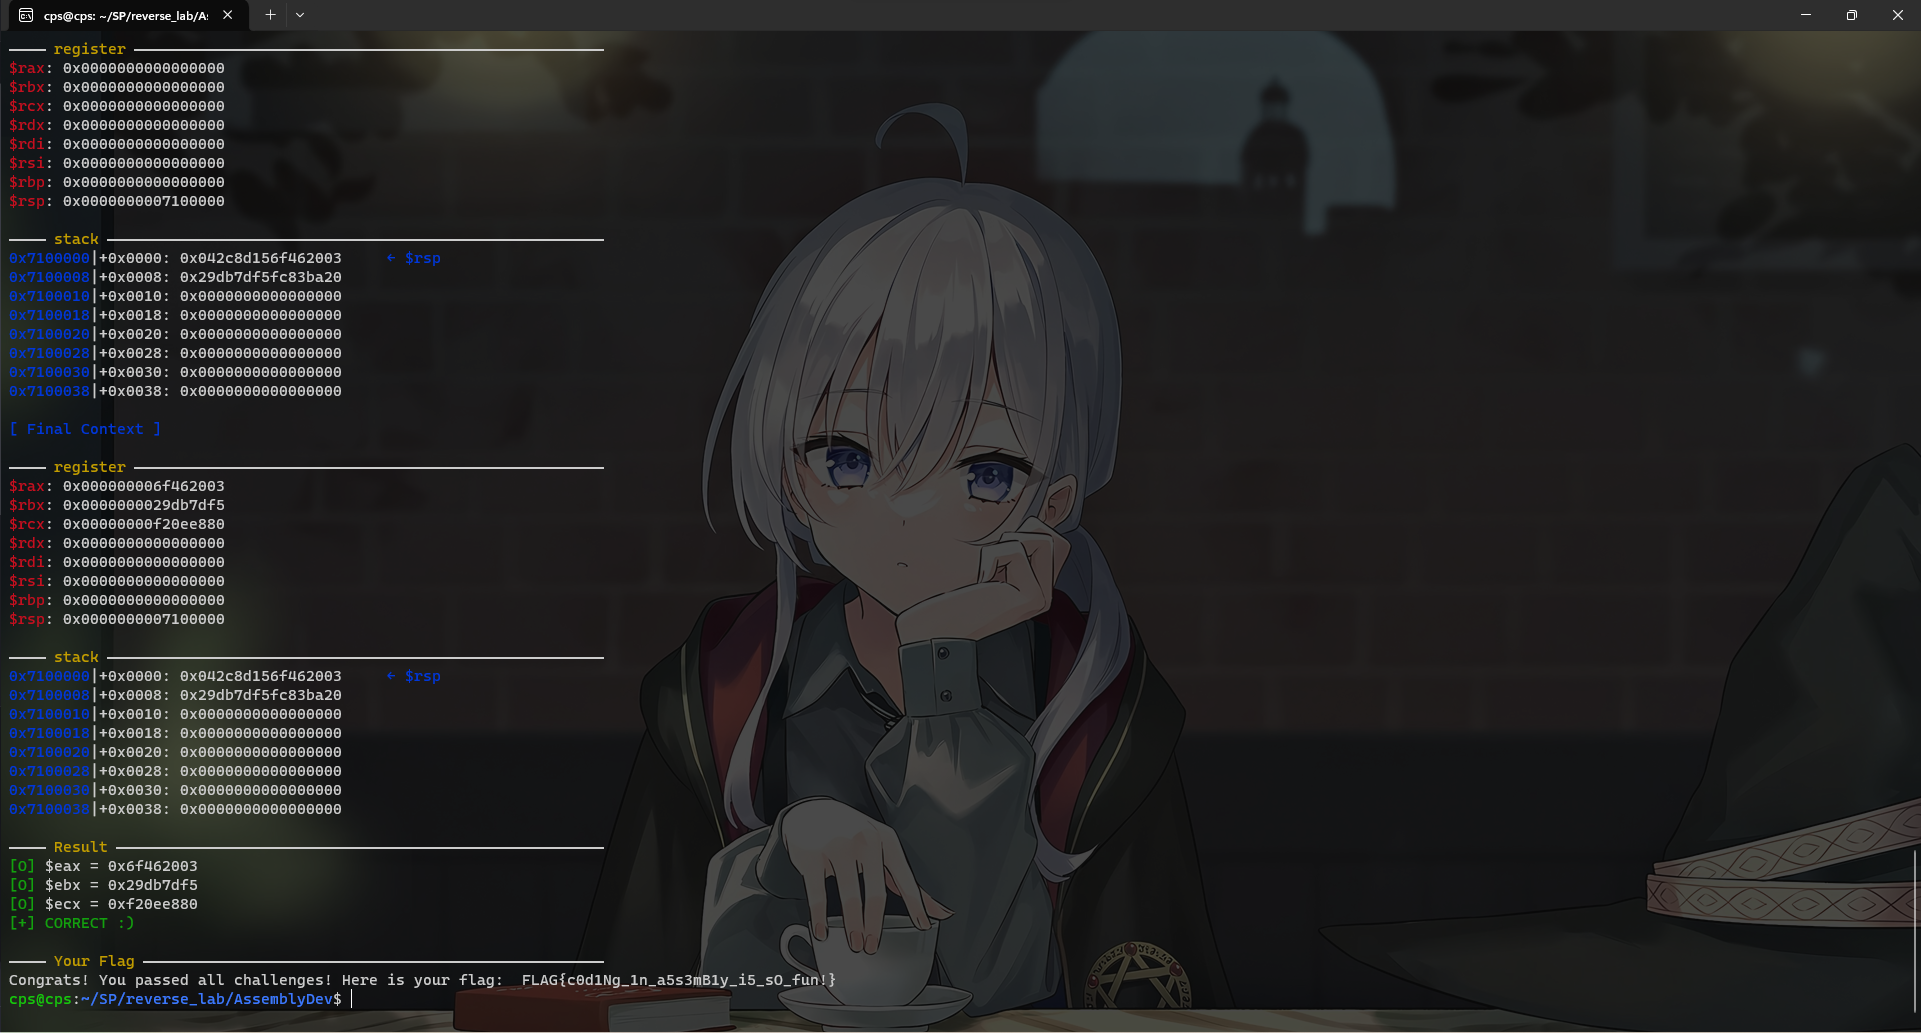 cps@cps: ~/SP/reverse_lab/As
register
$rax: 0x0000000000000000
$rbx: 0x0000000000000000
$rcx: 0x0000000000000000
$rdx: 0x0000000000000000
$rdi: 0x0000000000000000
$rsi: 0x0000000000000000
$rbp: 0x0000000000000000
$rsp: 0x0000000007100000
stack
0x7100000|+0x0000: 0x042c8d156f462003 ← $rsp
0x7100008|+0x0008: 0x29db7df5fc83ba20
0x7100010|+0x0010: 0x0000000000000000
0x7100018|+0x0018: 0x0000000000000000
0x7100020|+0x0020: 0x0000000000000000
0x7100028|+0x0028: 0x0000000000000000
0x7100030|+0x0030: 0x0000000000000000
0x7100038|+0x0038: 0x0000000000000000
[ Final Context ]
register
$rax: 0x000000006f462003
$rbx: 0x0000000029db7df5
$rcx: 0x00000000f20ee880
$rdx: 0x0000000000000000
$rdi: 0x0000000000000000
$rsi: 0x0000000000000000
$rbp: 0x0000000000000000
$rsp: 0x0000000007100000
stack
0x7100000|+0x0000: 0x042c8d156f462003 ← $rsp
0x7100008|+0x0008: 0x29db7df5fc83ba20
0x7100010|+0x0010: 0x0000000000000000
0x7100018|+0x0018: 0x0000000000000000
0x7100020|+0x0020: 0x0000000000000000
0x7100028|+0x0028: 0x0000000000000000
0x7100030|+0x0030: 0x0000000000000000
0x7100038|+0x0038: 0x0000000000000000
Result
[O] $eax = 0x6f462003
[O] $ebx = 0x29db7df5
[O] $ecx = 0xf20ee880
[+] CORRECT :)
Your Flag
Congrats! You passed all challenges! Here is your flag:  FLAG{c0d1Ng_1n_a5s3mB1y_i5_sO_fun!}
cps@cps:~/SP/reverse_lab/AssemblyDev$